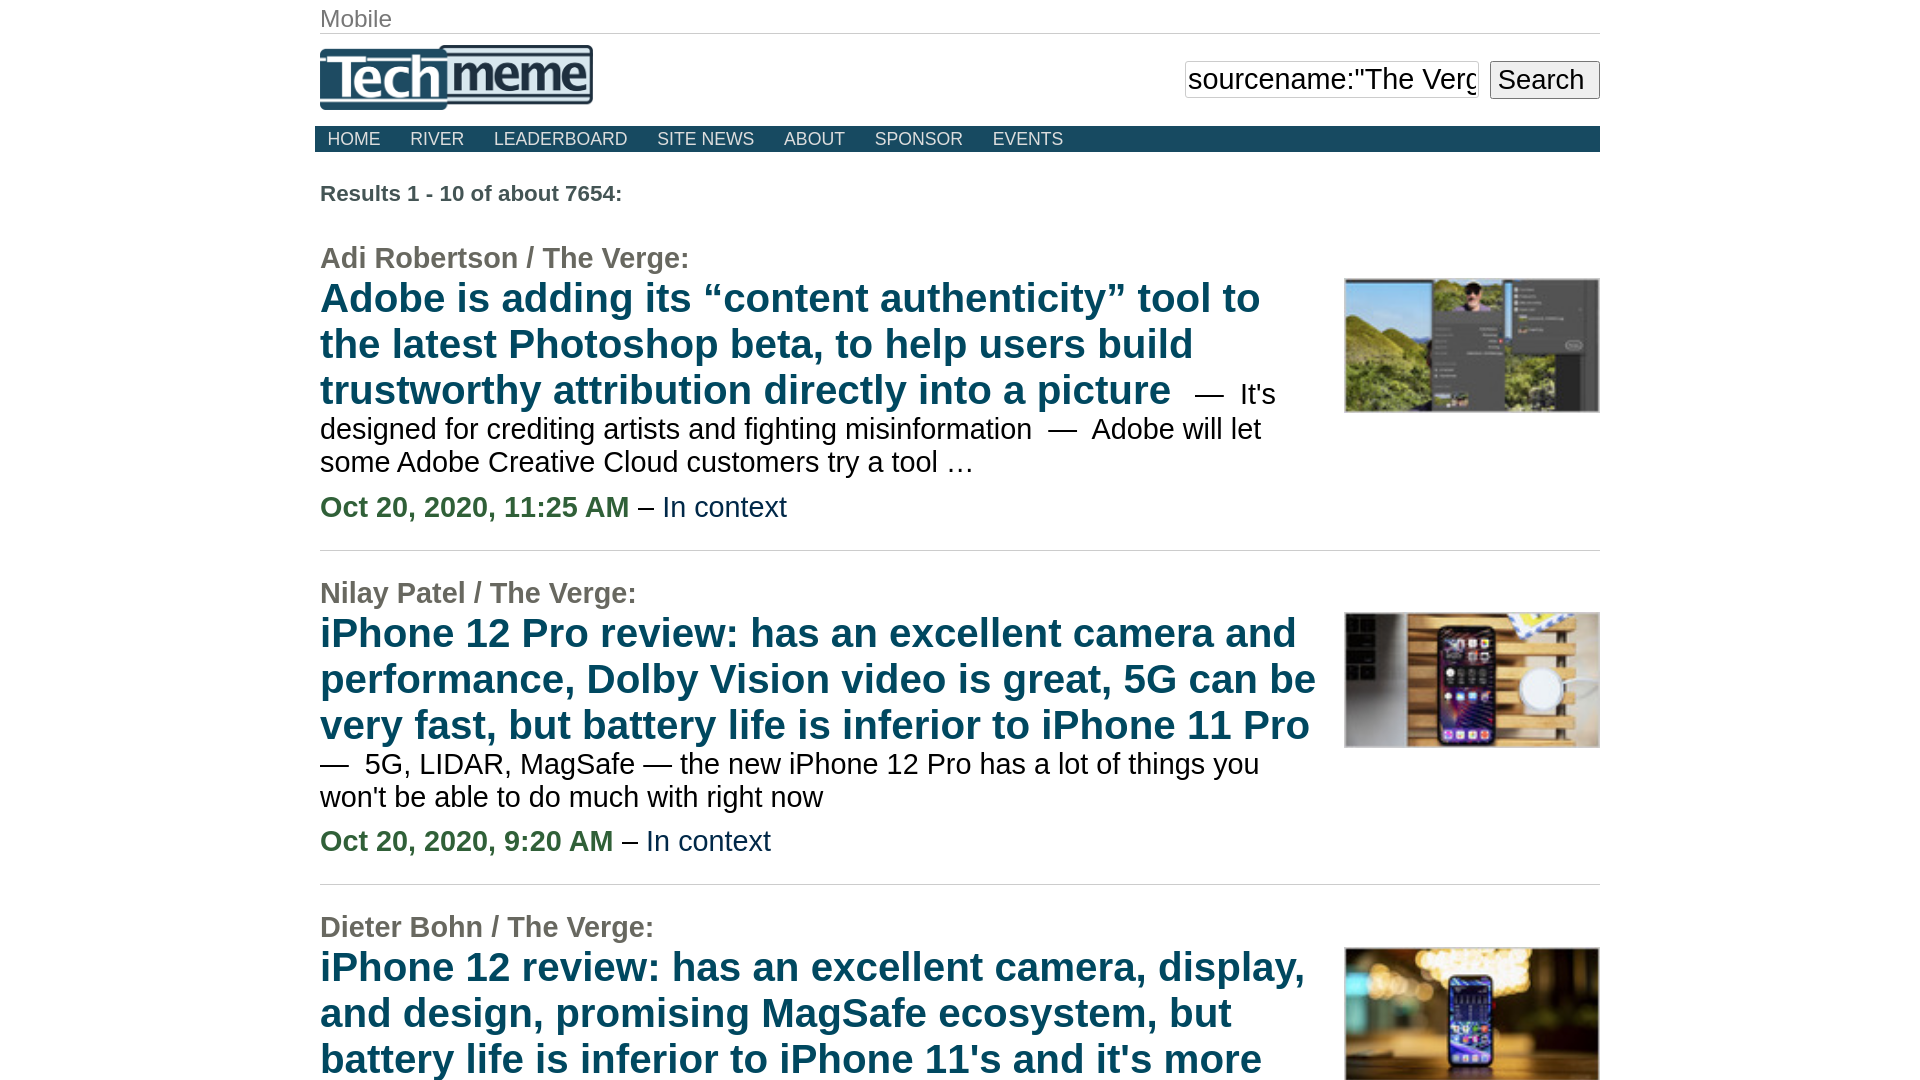 Mobile
Techmeme
sourcename:"The Verg
Search
HOME RIVER LEADERBOARD SITE NEWS ABOUT SPONSOR EVENTS
Results 1 - 10 of about 7654:
Adi Robertson / The Verge:
Adobe is adding its “content authenticity” tool to
the latest Photoshop beta, to help users build
trustworthy attribution directly into a picture — It's
designed for crediting artists and fighting misinformation — Adobe will let
some Adobe Creative Cloud customers try a tool …
Oct 20, 2020, 11:25 AM – In context
Nilay Patel / The Verge:
iPhone 12 Pro review: has an excellent camera and
performance, Dolby Vision video is great, 5G can be
very fast, but battery life is inferior to iPhone 11 Pro
— 5G, LIDAR, MagSafe — the new iPhone 12 Pro has a lot of things you
won't be able to do much with right now
Oct 20, 2020, 9:20 AM – In context
Dieter Bohn / The Verge:
iPhone 12 review: has an excellent camera, display,
and design, promising MagSafe ecosystem, but
battery life is inferior to iPhone 11's and it's more